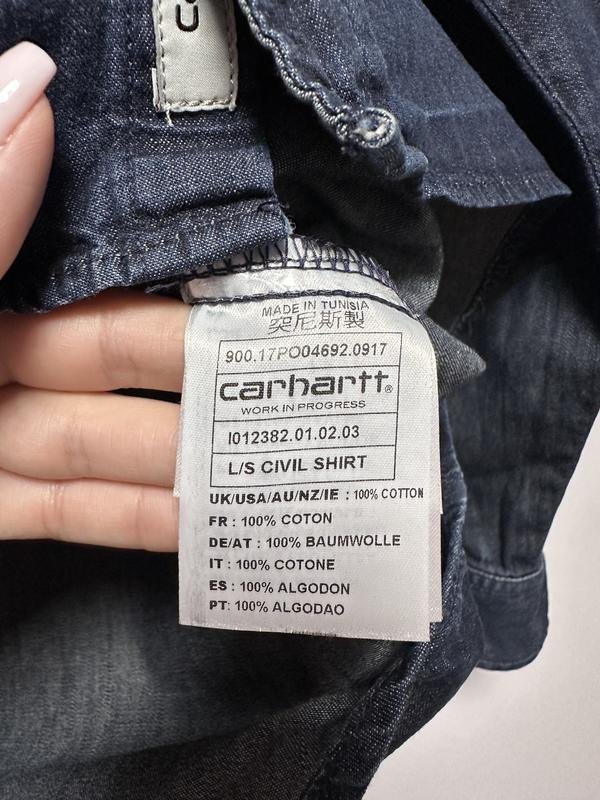 U
MADE IN TUNISIA
突尼斯製
900.17PO04692.0917
carhartt®
WORK IN PROGRESS
I012382.01.02.03
L/S CIVIL SHIRT
UK/USA/AU/NZ/IE : 100% COTTON
FR : 100% COTON
DE/AT : 100% BAUMWOLLE
IT : 100% COTONE
ES : 100% ALGODON
PT: 100% ALGODAO